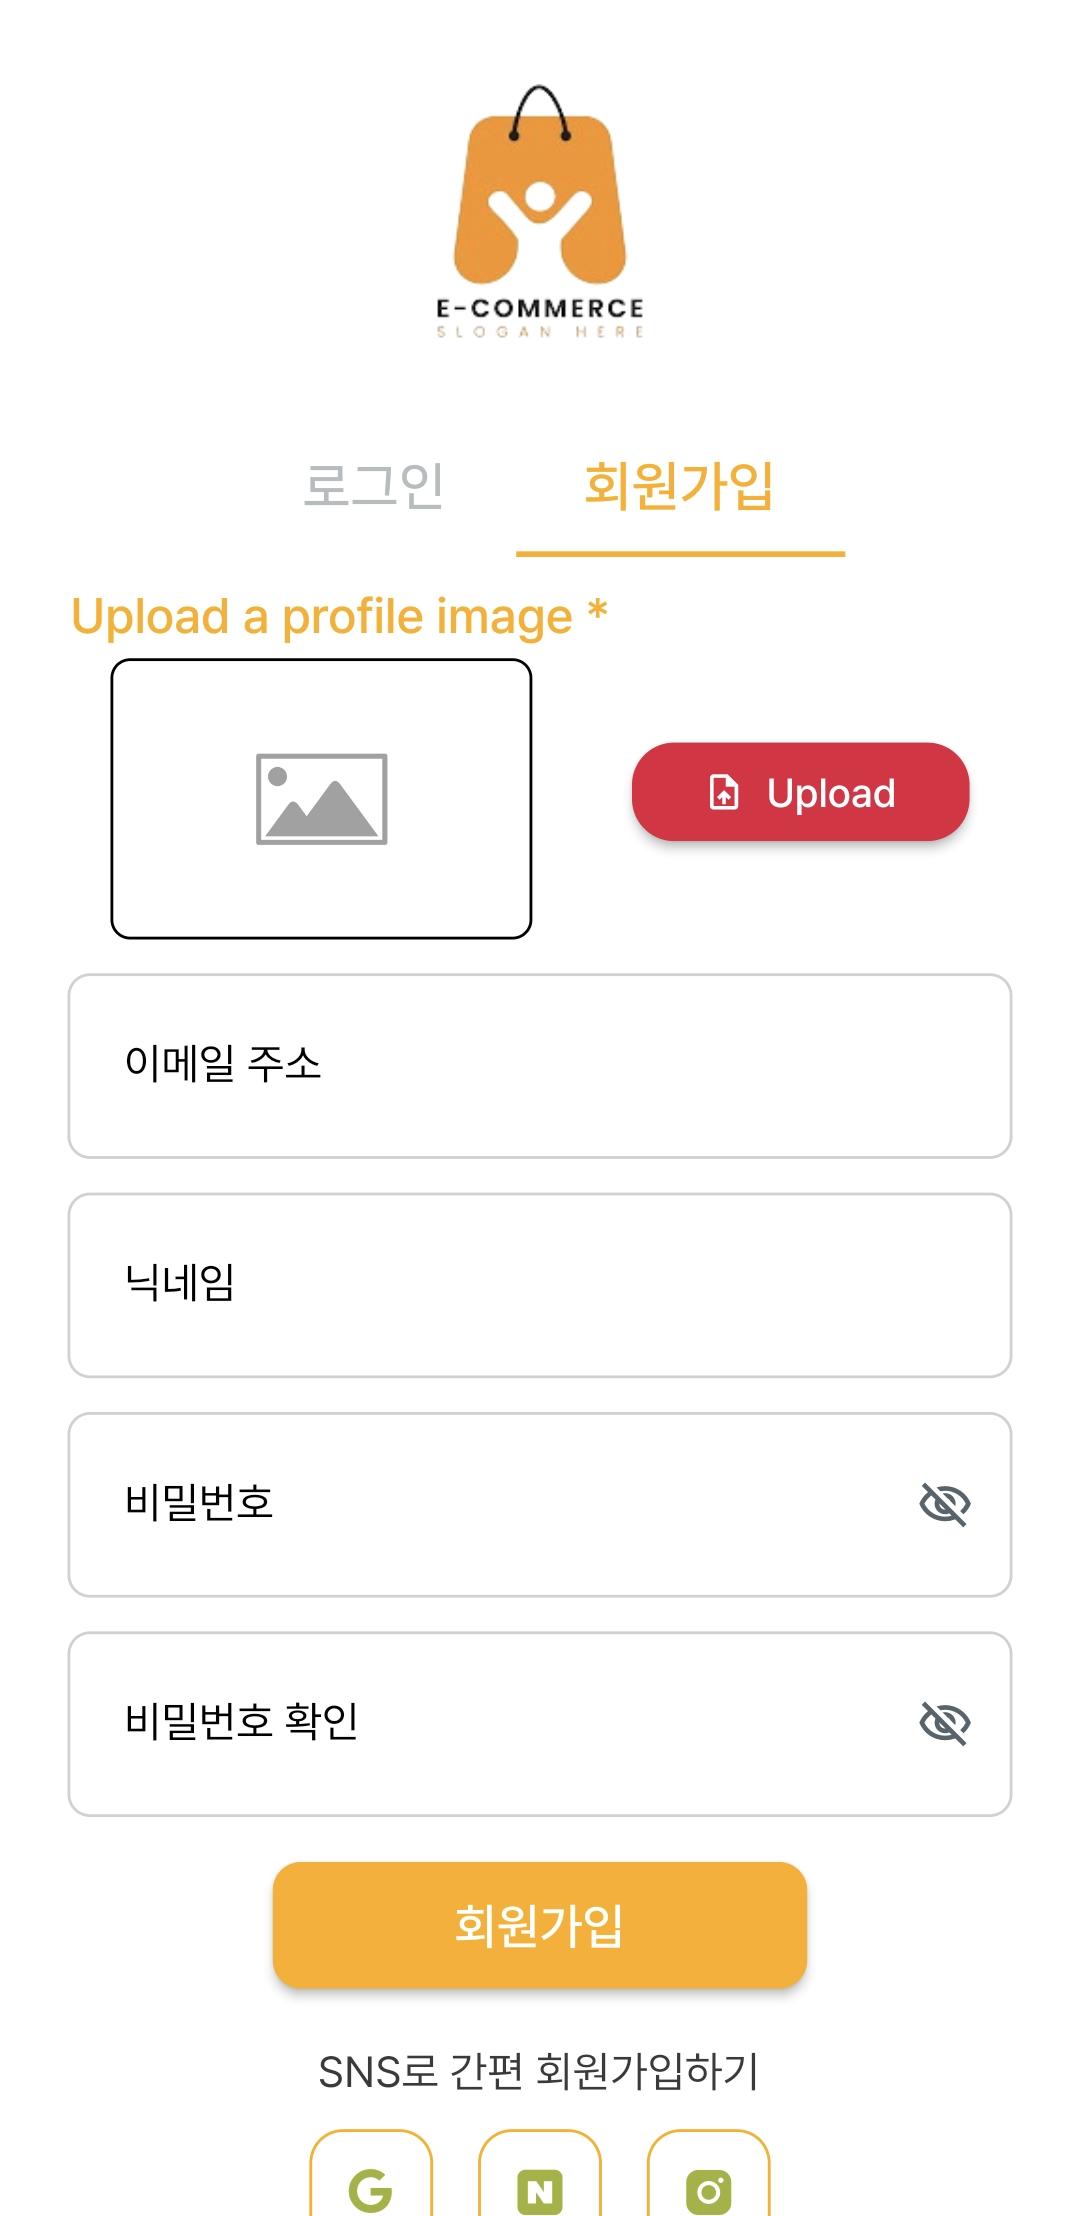 E-COMMERCE
SLOGAN HERE
로그인
회원가입
Upload a profile image *
Upload
이메일 주소
닉네임
비밀번호
비밀번호 확인
회원가입
SNS로 간편 회원가입하기
G
N